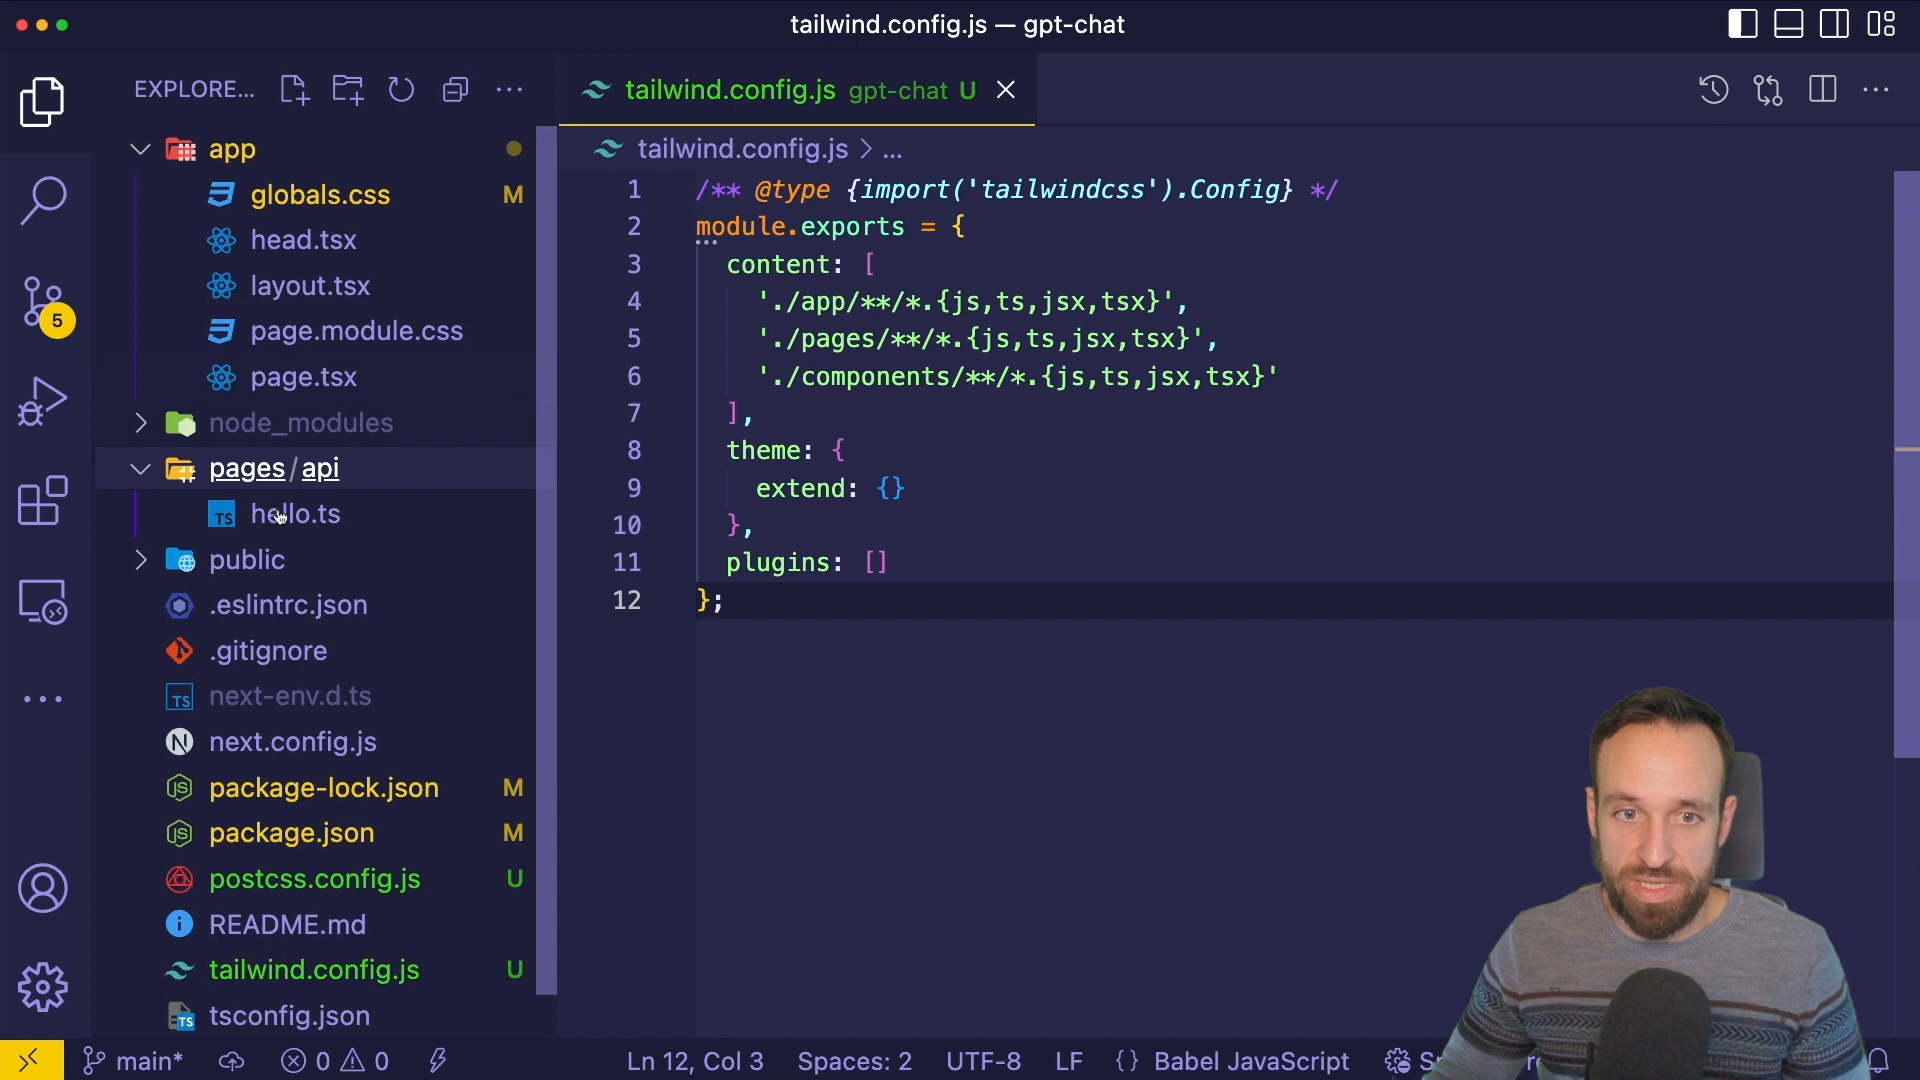 tailwind.config.js — gpt-chat
EXPLORE...
app
globals.css M
head.tsx
layout.tsx
page.module.css
page.tsx
node_modules
pages / api
TS hello.ts
public
.eslintrc.json
.gitignore
TS next-env.d.ts
N next.config.js
JS package-lock.json M
JS package.json M
postcss.config.js U
i README.md
tailwind.config.js U
TS tsconfig.json
5
tailwind.config.js gpt-chat U
tailwind.config.js > ...
1 /** @type {import('tailwindcss').Config} */
2 module.exports = {
3 content: [
4 './app/**/*.{js,ts,jsx,tsx}',
5 './pages/**/*.{js,ts,jsx,tsx}',
6 './components/**/*.{js,ts,jsx,tsx}'
7 ],
8 theme: {
9 extend: {}
10 },
11 plugins: []
12 };
main* 0 0 Ln 12, Col 3 Spaces: 2 UTF-8 LF {} Babel JavaScript